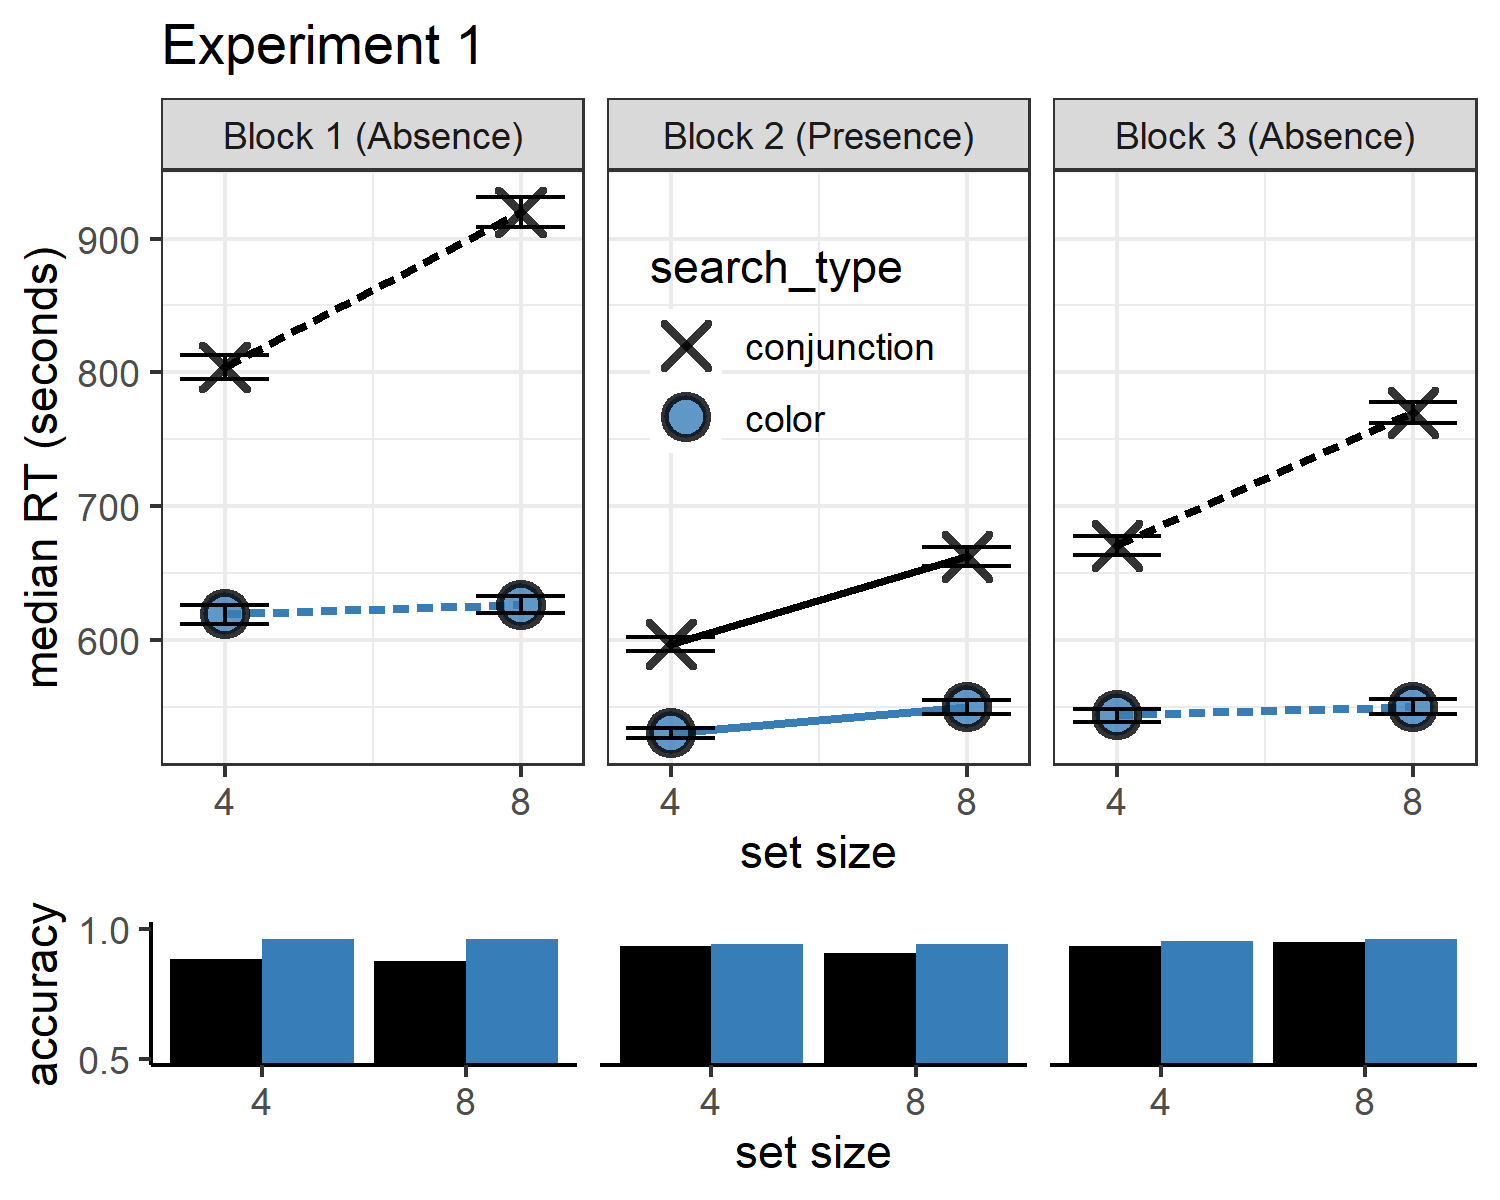 Experiment 1
Block 1 (Absence) Block 2 (Presence) Block 3 (Absence)
median RT (seconds)
900
800
700
600
search_type
conjunction
color
4 8 4 8 4 8
set size
accuracy
1.0
0.5
4 8 4 8 4 8
set size